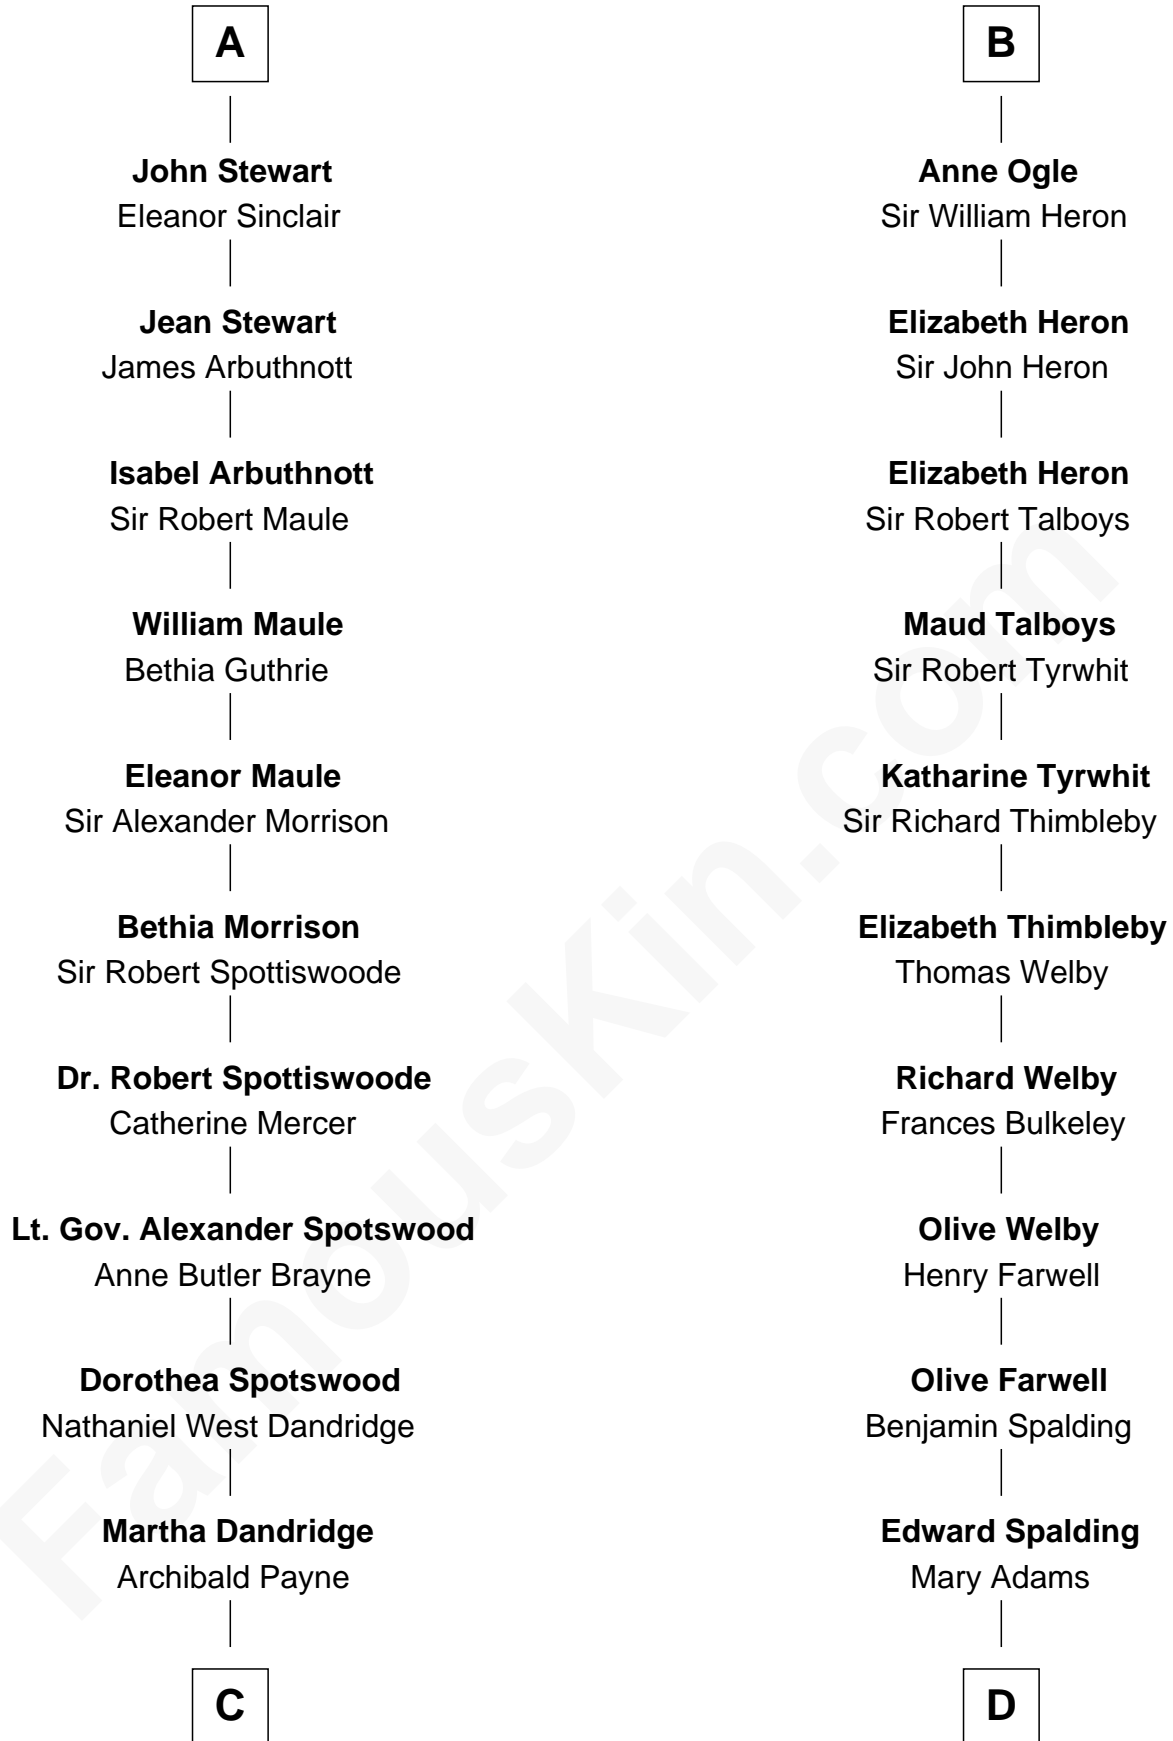 A
John Stewart
Eleanor Sinclair
Jean Stewart
James Arbuthnott
Isabel Arbuthnott
Sir Robert Maule
William Maule
Bethia Guthrie
Eleanor Maule
Sir Alexander Morrison
Bethia Morrison
Sir Robert Spottiswoode
Dr. Robert Spottiswoode
Catherine Mercer
Lt. Gov. Alexander Spotswood
Anne Butler Brayne
Dorothea Spotswood
Nathaniel West Dandridge
Martha Dandridge
Archibald Payne
C
B
Anne Ogle
Sir William Heron
Elizabeth Heron
Sir John Heron
Elizabeth Heron
Sir Robert Talboys
Maud Talboys
Sir Robert Tyrwhit
Katharine Tyrwhit
Sir Richard Thimbleby
Elizabeth Thimbleby
Thomas Welby
Richard Welby
Frances Bulkeley
Olive Welby
Henry Farwell
Olive Farwell
Benjamin Spalding
Edward Spalding
Mary Adams
D
FamousKin.com